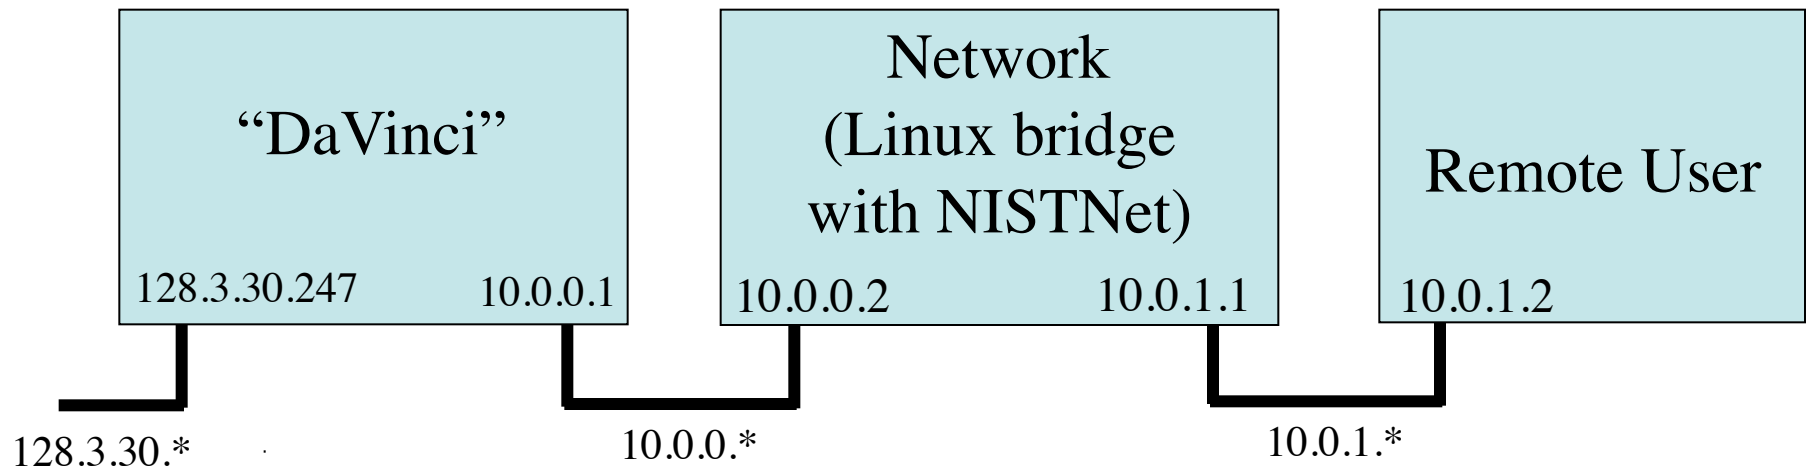 “DaVinci”
128.3.30.247 10.0.0.1
Network
(Linux bridge
with NISTNet)
10.0.0.2 10.0.1.1
Remote User
10.0.1.2
128.3.30.*
10.0.0.*
10.0.1.*